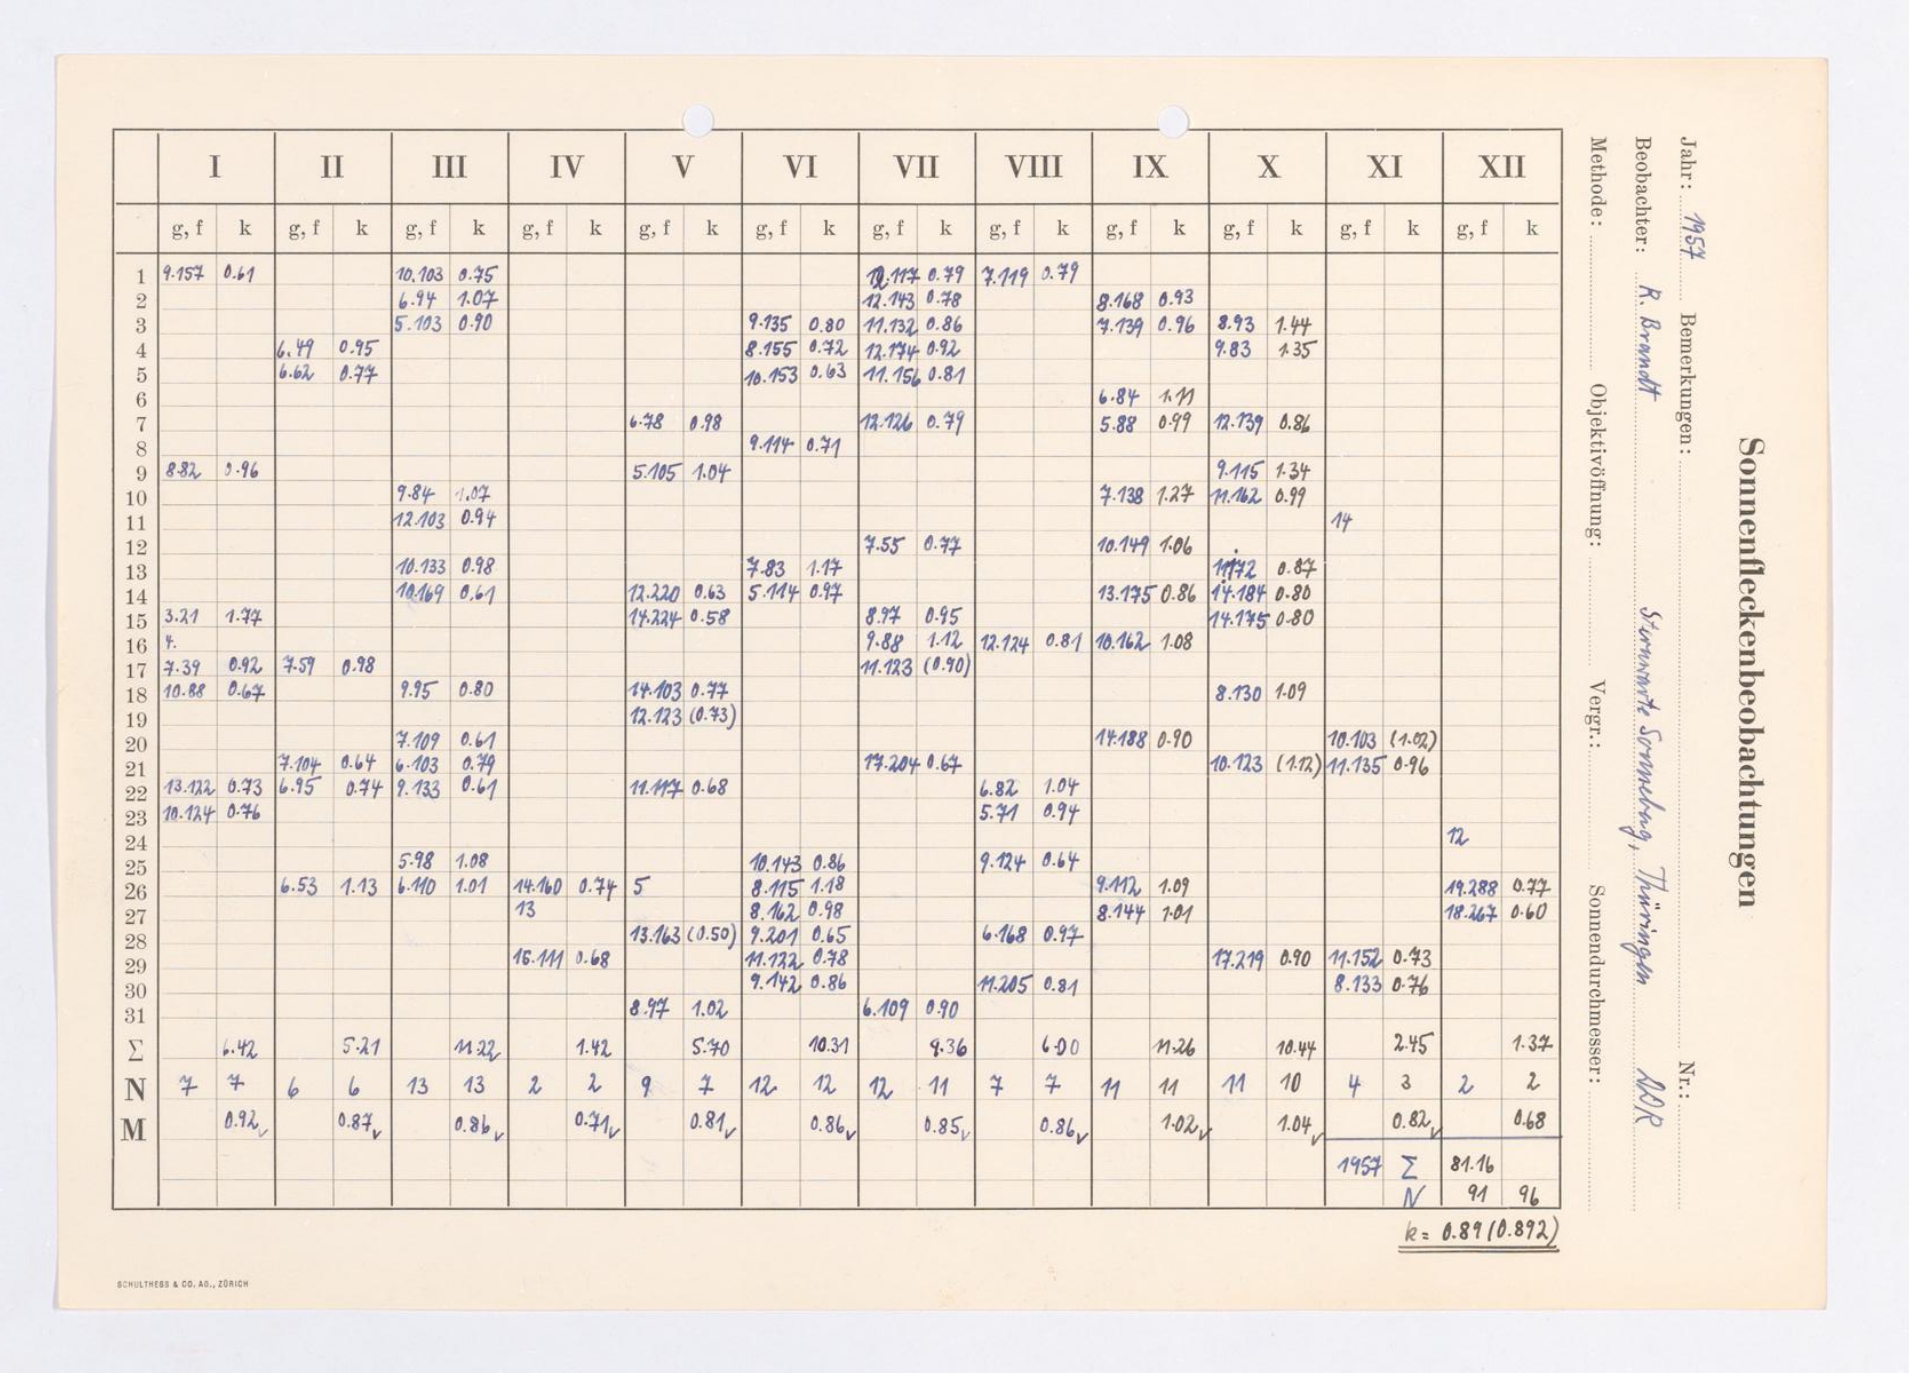 Sonnenfleckenbeobachtungen
Jahr: 1957 Bemerkungen: Nr.:
Beobachter: R. Brandt Sternwarte Sonneberg, Thüringen DDR
Methode: Objektivöffnung: Vergr.: Sonnendurchmesser:
I II III IV V VI VII VIII IX X XI XII
g, f k g, f k g, f k g, f k g, f k g, f k g, f k g, f k g, f k g, f k g, f k g, f k
1 9.157 0.61 10.103 0.75 12.117 0.79 7.119 0.79
2 6.94 1.07 12.143 0.78 8.168 0.93
3 5.103 0.90 9.135 0.80 11.132 0.86 7.139 0.96 8.93 1.44
4 6.49 0.95 8.155 0.72 12.174 0.92 9.83 1.35
5 6.62 0.77 10.153 0.63 11.156 0.81
6 6.84 1.11
7 6.78 0.98 12.126 0.79 5.88 0.99 12.139 0.86
8 9.114 0.71
9 8.82 0.96 5.105 1.04 9.115 1.34
10 9.84 1.07 7.138 1.27 11.162 0.99
11 12.103 0.94 14
12 7.55 0.77 10.149 1.06
13 10.133 0.98 7.83 1.17 11.172 0.87
14 10.169 0.61 12.220 0.63 5.114 0.97 13.175 0.86 14.184 0.80
15 3.21 1.77 14.224 0.58 8.97 0.95 14.175 0.80
16 4. 9.88 1.12 12.124 0.81 10.162 1.08
17 7.39 0.92 7.59 0.98 11.123 (0.90)
18 10.88 0.67 9.95 0.80 14.103 0.77 8.130 1.09
19 12.123 (0.73)
20 7.109 0.61 14.188 0.90 10.103 (1.02)
21 7.104 0.64 6.103 0.79 17.204 0.67 10.123 (1.12) 11.135 0.96
22 13.122 0.73 6.95 0.74 9.133 0.61 11.117 0.68 6.82 1.04
23 10.124 0.76 5.71 0.94
24 12
25 5.98 1.08 10.143 0.86 9.124 0.64
26 6.53 1.13 6.110 1.01 14.160 0.74 5 8.115 1.18 9.112 1.09 19.288 0.77
27 13 8.162 0.98 8.144 1.01 18.267 0.60
28 13.163 (0.50) 9.201 0.65 6.168 0.97
29 15.111 0.68 11.122 0.78 17.219 0.90 11.152 0.73
30 9.142 0.86 11.205 0.81 8.133 0.76
31 8.97 1.02 6.109 0.90
Σ 6.42 5.21 11.22 1.42 5.70 10.31 9.36 6.00 11.26 10.44 2.45 1.37
N 7 7 6 6 13 13 2 2 9 7 12 12 12 11 7 7 11 11 11 10 4 3 2 2
M 0.92 0.87 0.86 0.71 0.81 0.86 0.85 0.86 1.02 1.04 0.82 0.68
1957 Σ 81.16
N 91 96
k = 0.89 (0.892)
SCHULTHESS & CO. AG., ZÜRICH